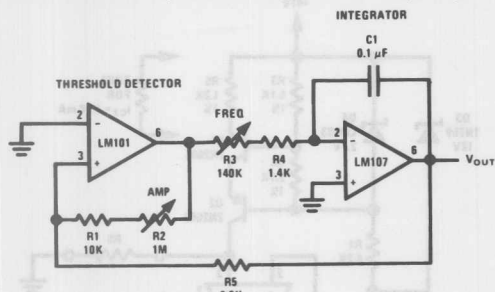 INTEGRATOR
C1
0.1 μF
THRESHOLD DETECTOR
FREQ
2
-
LM101
6
3
+
R3
140K
R4
1.4K
2
-
LM107
6
3
+
VOUT
AMP
R1
10K
R2
1M
R5